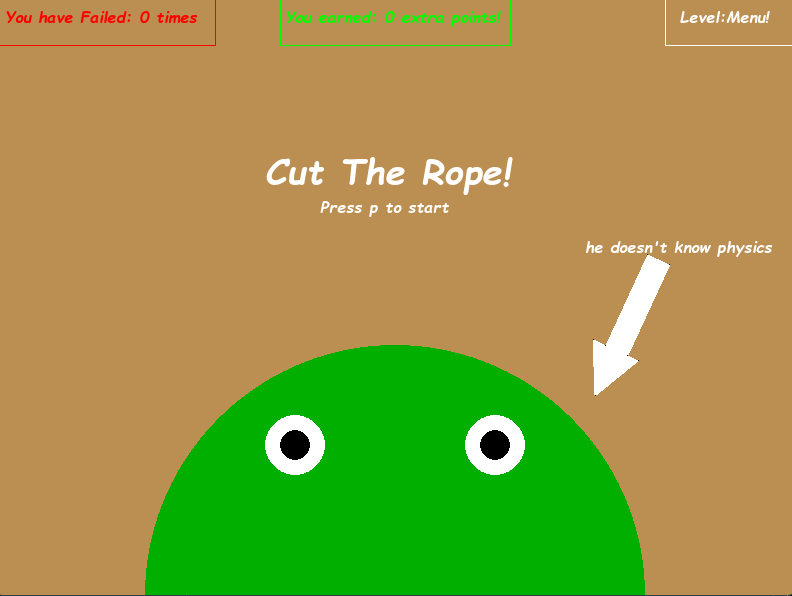 You have Failed: 0 times
You earned: 0 extra points!
Level:Menu!
Cut The Rope!
Press p to start
he doesn't know physics